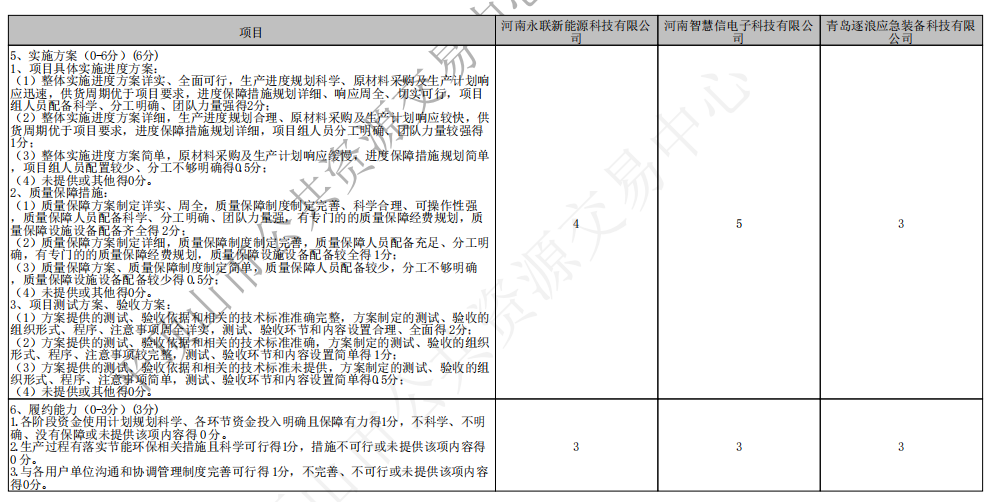 项目
河南永联新能源科技有限公
司
河南智慧信电子科技有限公
司
青岛逐浪应急装备科技有限
公司
5、实施方案（0-6分）(6分)
1、项目具体实施进度方案：
（1）整体实施进度方案详实、全面可行，生产进度规划科学、原材料采购及生产计划响
应迅速，供货周期优于项目要求，进度保障措施规划详细、响应周全、切实可行，项目
组人员配备科学、分工明确、团队力量强得2分；
（2）整体实施进度方案详细，生产进度规划合理、原材料采购及生产计划响应较快，供
货周期优于项目要求，进度保障措施规划详细，项目组人员分工明确、团队力量较强得
1分；
（3）整体实施进度方案简单，原材料采购及生产计划响应缓慢，进度保障措施规划简单
，项目组人员配置较少、分工不够明确得0.5分；
（4）未提供或其他得0分。
2、质量保障措施：
（1）质量保障方案制定详实、周全，质量保障制度制定完善、科学合理、可操作性强
，质量保障人员配备科学、分工明确、团队力量强，有专门的的质量保障经费规划，质
量保障设施设备配备齐全得2分；
（2）质量保障方案制定详细，质量保障制度制定完善，质量保障人员配备充足、分工明
确，有专门的的质量保障经费规划，质量保障设施设备配备较全得1分；
（3）质量保障方案、质量保障制度制定简单，质量保障人员配备较少，分工不够明确
，质量保障设施设备配备较少得0.5分；
（4）未提供或其他得0分。
3、项目测试方案、验收方案：
（1）方案提供的测试、验收依据和相关的技术标准准确完整，方案制定的测试、验收的
组织形式、程序、注意事项周全详实，测试、验收环节和内容设置合理、全面得2分；
（2）方案提供的测试、验收依据和相关的技术标准准确，方案制定的测试、验收的组织
形式、程序、注意事项较完整，测试、验收环节和内容设置简单得1分；
（3）方案提供的测试、验收依据和相关的技术标准未提供，方案制定的测试、验收的组
织形式、程序、注意事项简单，测试、验收环节和内容设置简单得0.5分；
（4）未提供或其他得0分。
4
5
3
6、履约能力（0-3分）(3分)
1.各阶段资金使用计划规划科学、各环节资金投入明确且保障有力得1分，不科学、不明
确、没有保障或未提供该项内容得0分。
2.生产过程有落实节能环保相关措施且科学可行得1分，措施不可行或未提供该项内容得
0分。
3.与各用户单位沟通和协调管理制度完善可行得1分，不完善、不可行或未提供该项内容
得0分。
3
3
3
山市公共资源交易中心
山市公共资源交易中心